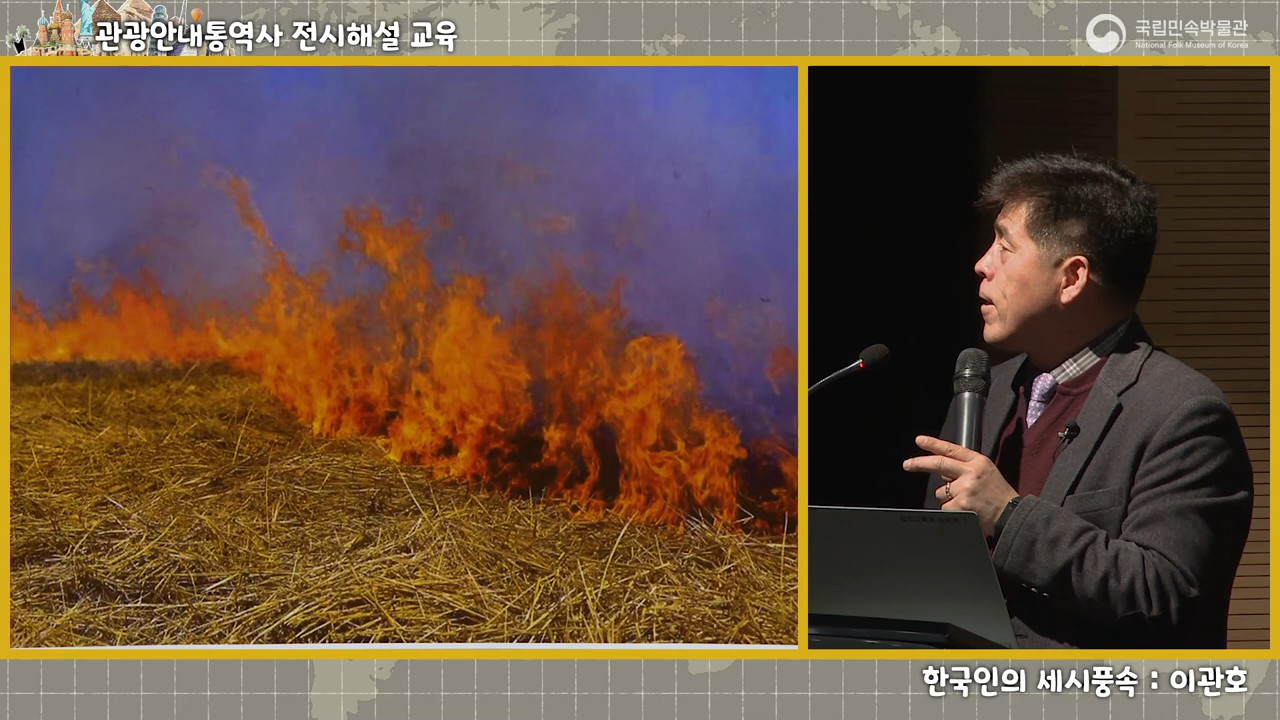 관광안내통역사 전시해설 교육
국립민속박물관
National Folk Museum of Korea
한국인의 세시풍속 : 이관호